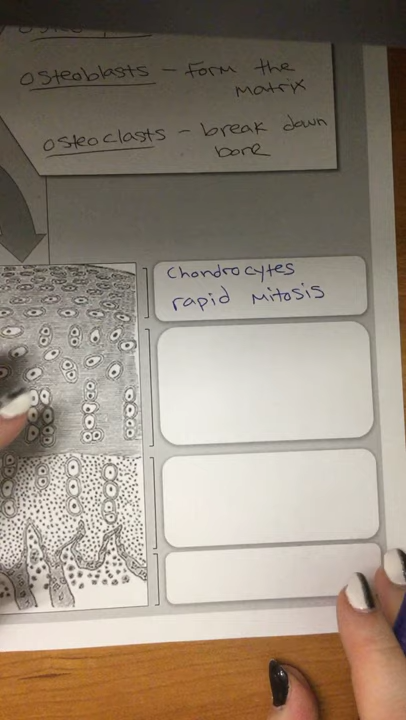 Osteoblasts - form the
matrix
Osteoclasts - break down
bone
Chondrocytes
rapid mitosis